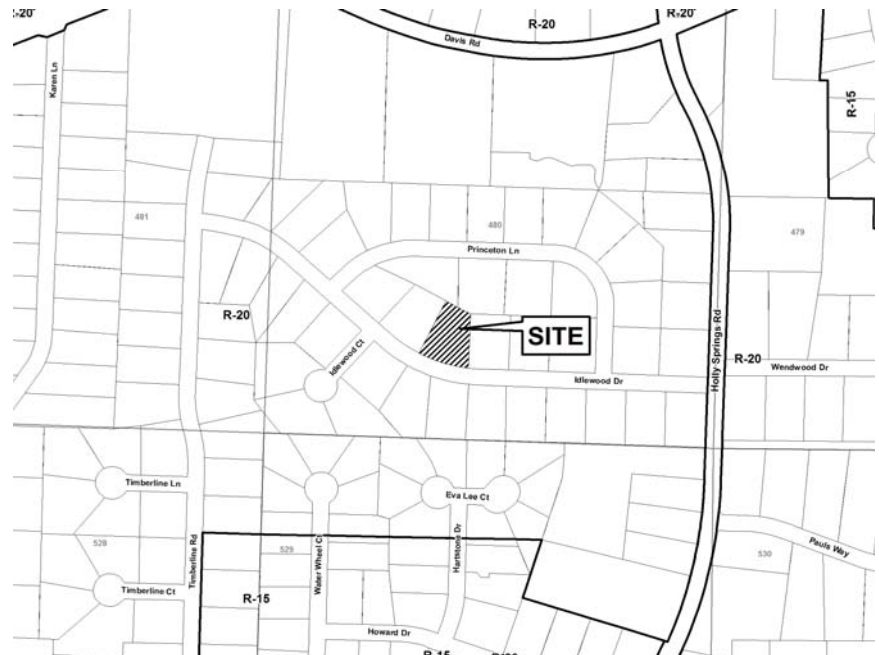 R-20
R-20
R-20
Davis Rd
Karen Ln
R-15
481
480
479
Princeton Ln
R-20
SITE
Holly Springs Rd
R-20
Idlewood Ct
Wendwood Dr
Idlewood Dr
Timberline Ln
Eva Lee Ct
528
Timberline Rd
529
Water Wheel Ct
Hartstone Dr
Pauls Way
530
Timberline Ct
R-15
Howard Dr
R-15